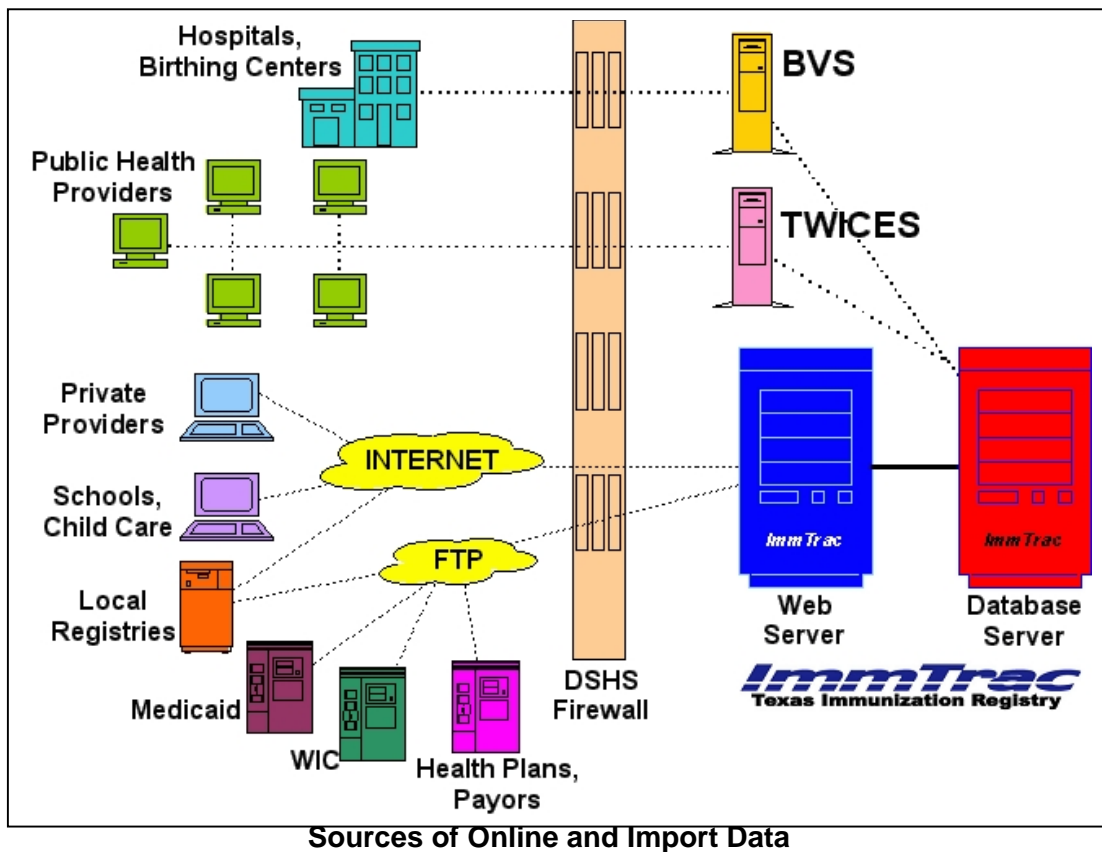 Hospitals,
Birthing Centers
BVS
Public Health
Providers
TWICES
Private
Providers
INTERNET
Schools,
Child Care
FTP
ImmTrac
ImmTrac
Local
Registries
Web
Server
Database
Server
Medicaid
WIC
Health Plans,
Payors
DSHS
Firewall
ImmTrac
Texas Immunization Registry
Sources of Online and Import Data